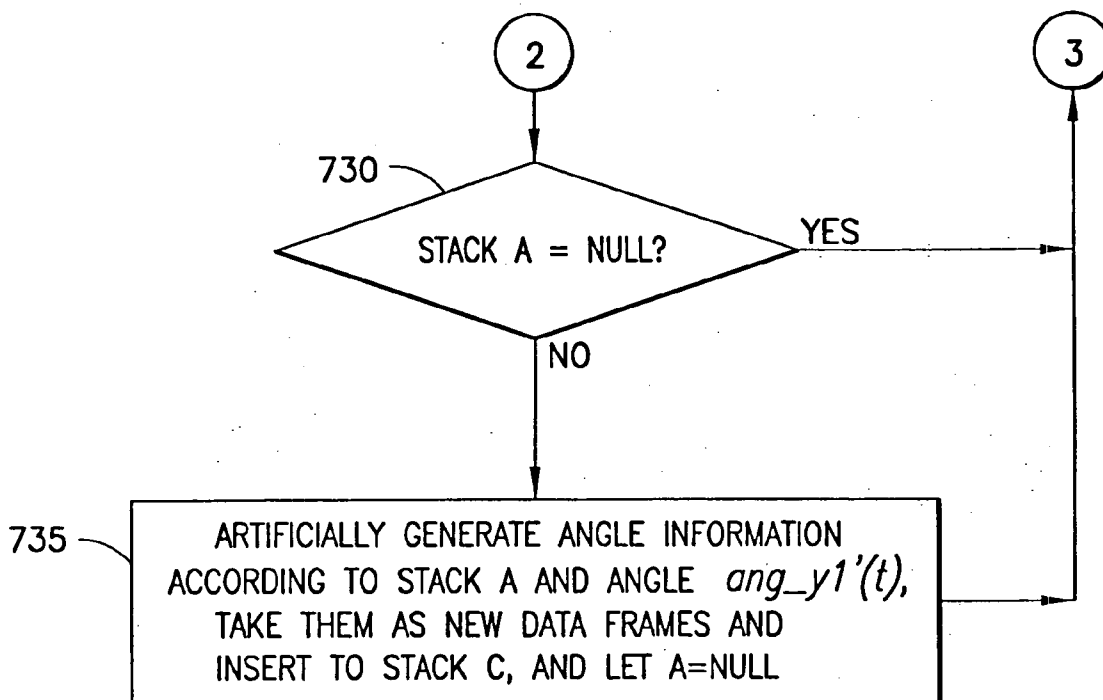 2
3
730
STACK A = NULL?
YES
NO
735
ARTIFICIALLY GENERATE ANGLE INFORMATION
ACCORDING TO STACK A AND ANGLE ang_y1'(t),
TAKE THEM AS NEW DATA FRAMES AND
INSERT TO STACK C, AND LET A=NULL